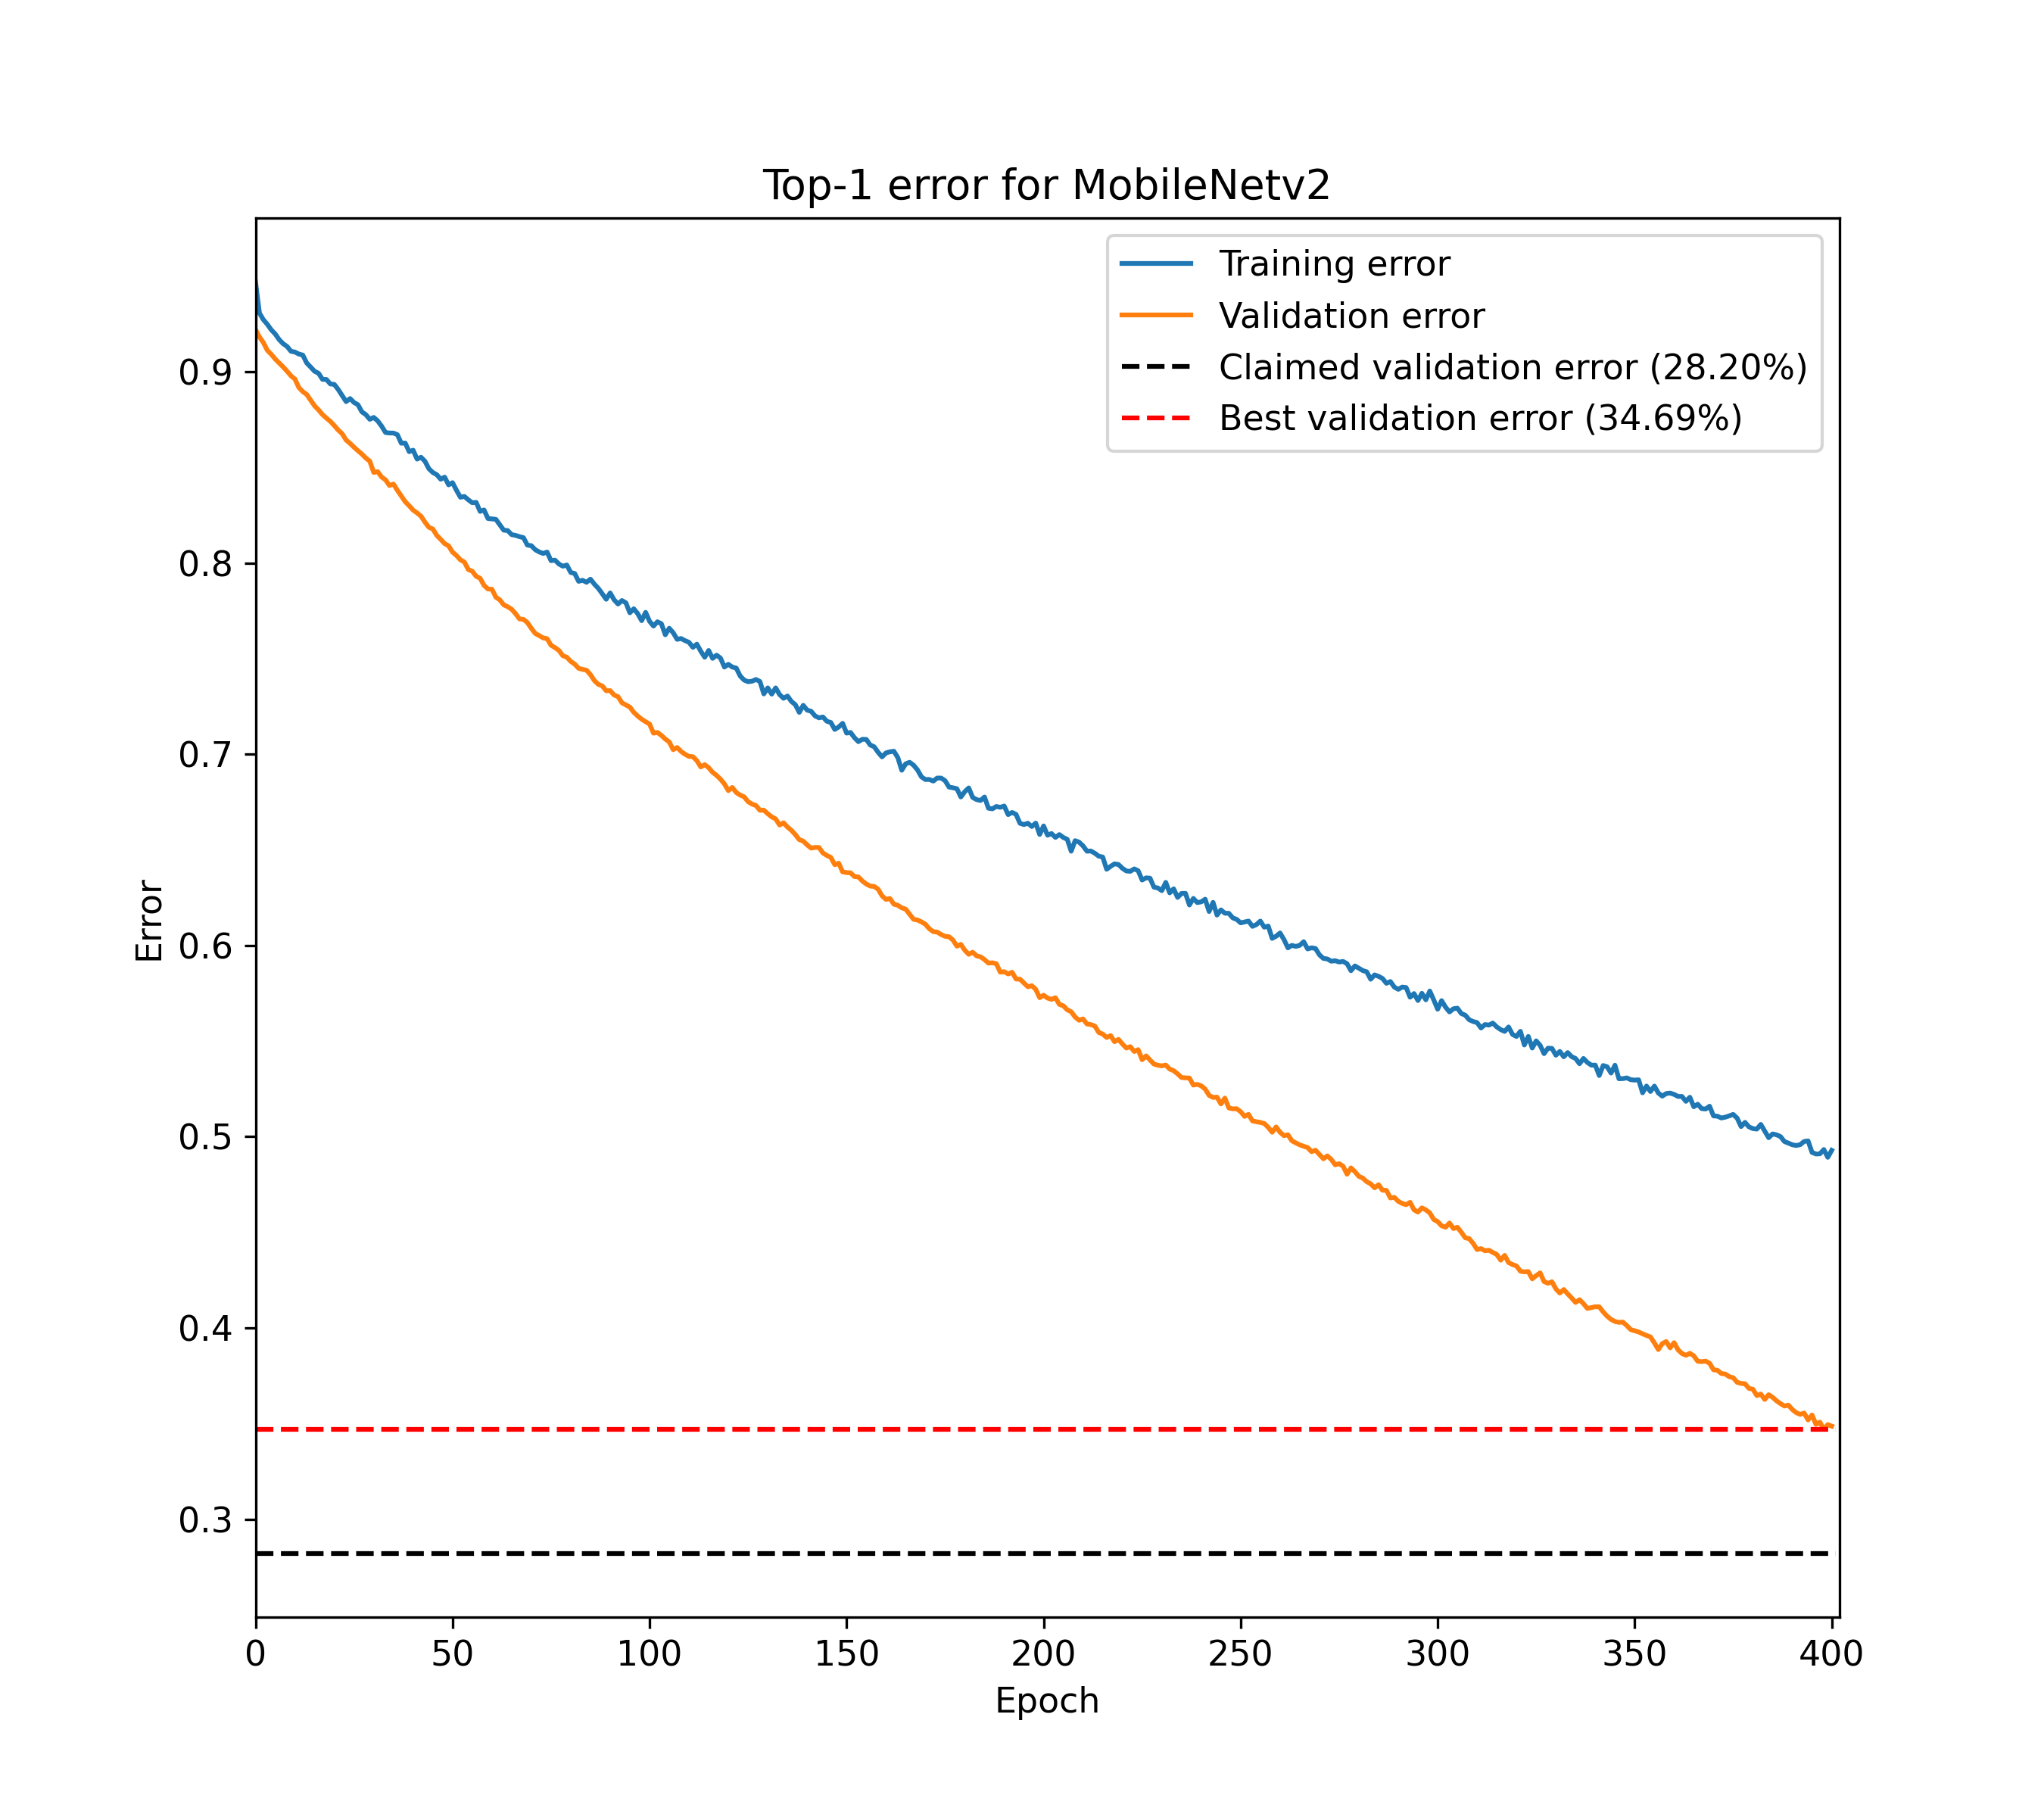 Top-1 error for MobileNetv2
Training error
Validation error
Claimed validation error (28.20%)
Best validation error (34.69%)
0.9
0.8
0.7
0.6
0.5
0.4
0.3
Error
0 50 100 150 200 250 300 350 400
Epoch